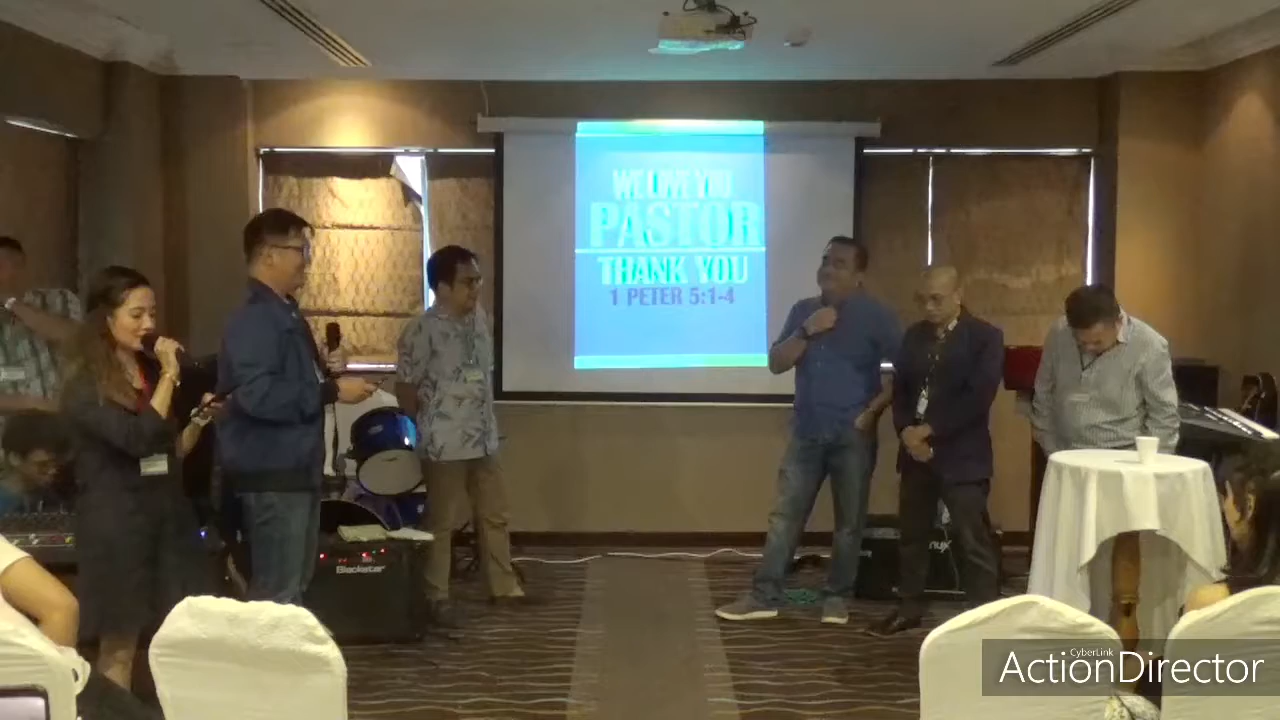 WE LOVE YOU
PASTOR
THANK YOU
1 PETER 5:1-4
Blackstar
CyberLink
ActionDirector